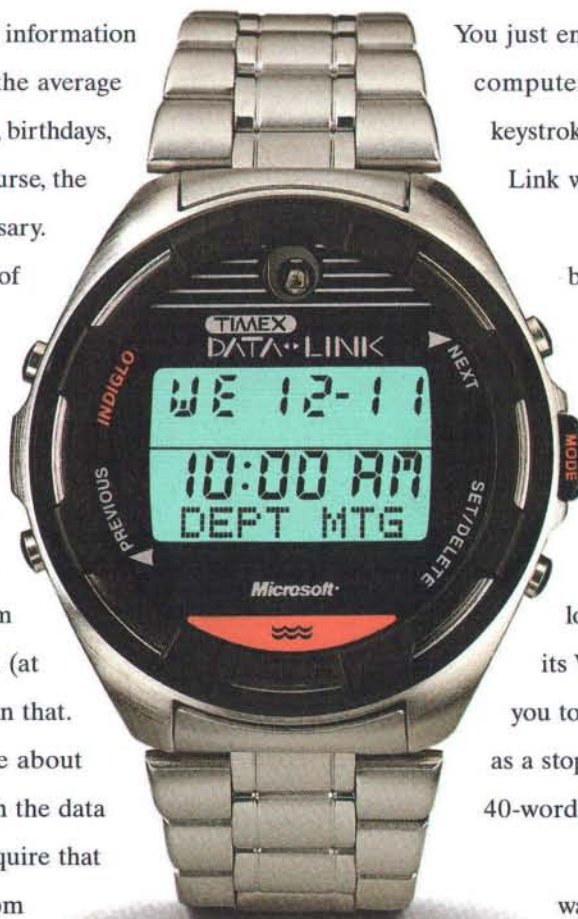 information
the average
birthdays,
urse, the
sary.
of
(at
n that.
e about
n the data
quire that
om
TIMEX
DATA LINK
INDIGLO
NEXT
WE 12-11
10:00 AM
DEPT MTG
MODE
PREVIOUS
SET/DELETE
Microsoft
You just en
computer
keystrok
Link w
b
lo
its
you to
as a stop
40-word
wa